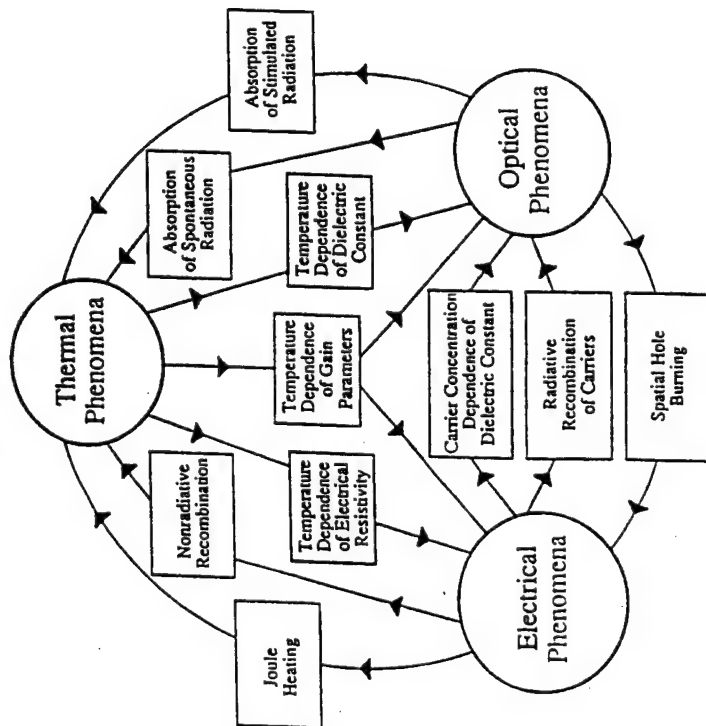 Thermal
Phenomena
Absorption
of Stimulated
Radiation
Absorption
of Spontaneous
Radiation
Temperature
Dependence
of Dielectric
Constant
Temperature
Dependence
of Gain
Parameters
Nonradiative
Recombination
Temperature
Dependence
of Electrical
Resistivity
Joule
Heating
Optical
Phenomena
Carrier Concentration
Dependence of
Dielectric Constant
Radiative
Recombination
of Carriers
Spatial Hole
Burning
Electrical
Phenomena